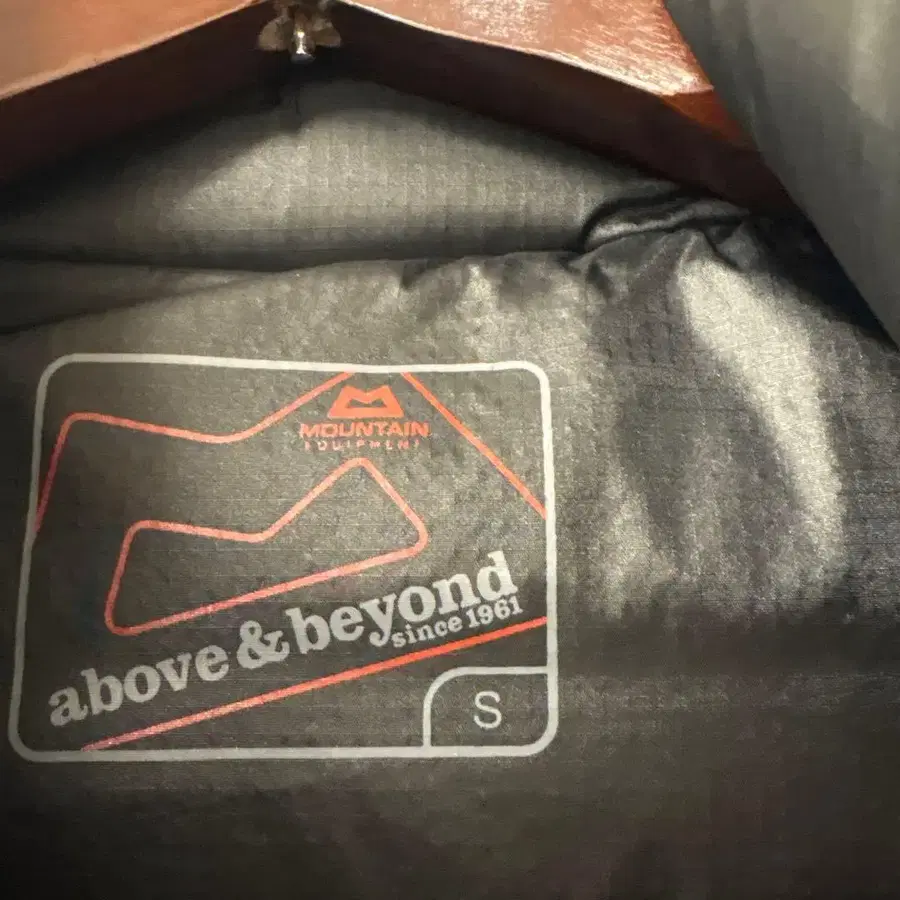 MOUNTAIN
EQUIPMENT
above & beyond
since 1961
S